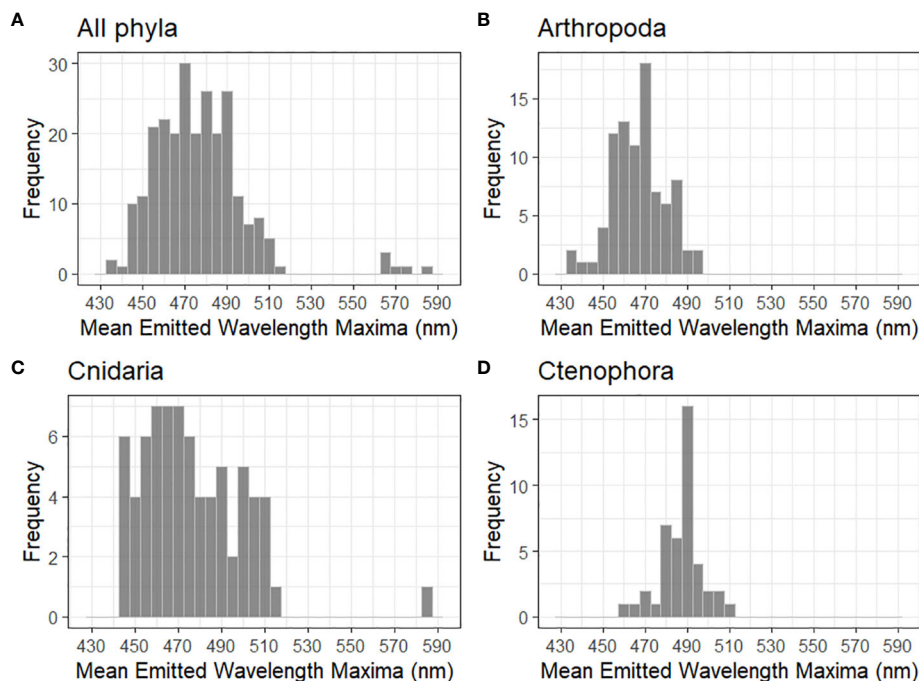 A All phyla
Frequency
30
20
10
0
430 450 470 490 510 530 550 570 590
Mean Emitted Wavelength Maxima (nm)
B Arthropoda
Frequency
15
10
5
0
430 450 470 490 510 530 550 570 590
Mean Emitted Wavelength Maxima (nm)
C Cnidaria
Frequency
6
4
2
0
430 450 470 490 510 530 550 570 590
Mean Emitted Wavelength Maxima (nm)
D Ctenophora
Frequency
15
10
5
0
430 450 470 490 510 530 550 570 590
Mean Emitted Wavelength Maxima (nm)